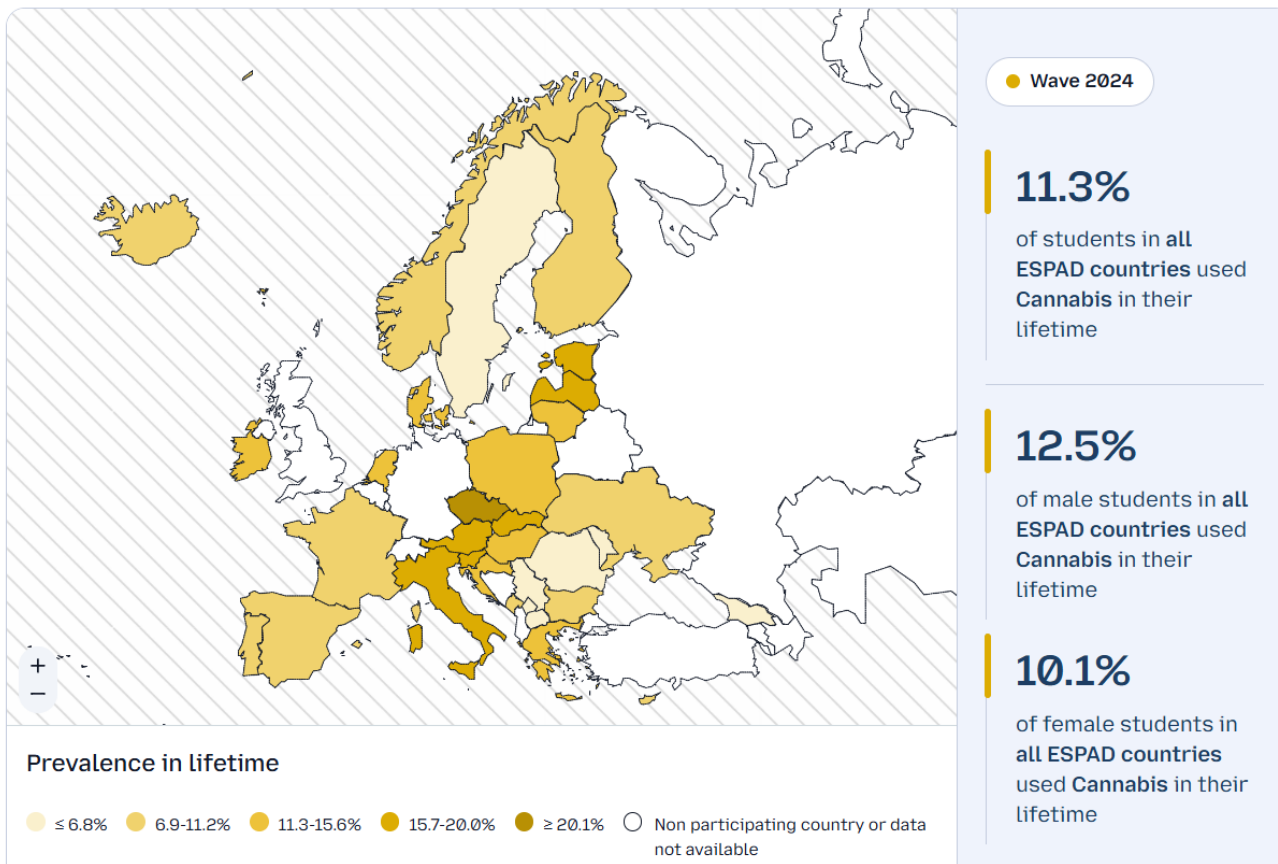 Wave 2024
11.3%
of students in all
ESPAD countries used
Cannabis in their
lifetime
12.5%
of male students in all
ESPAD countries used
Cannabis in their
lifetime
10.1%
of female students in
all ESPAD countries
used Cannabis in their
lifetime
+
−
Prevalence in lifetime
≤ 6.8%
6.9-11.2%
11.3-15.6%
15.7-20.0%
≥ 20.1%
Non participating country or data
not available